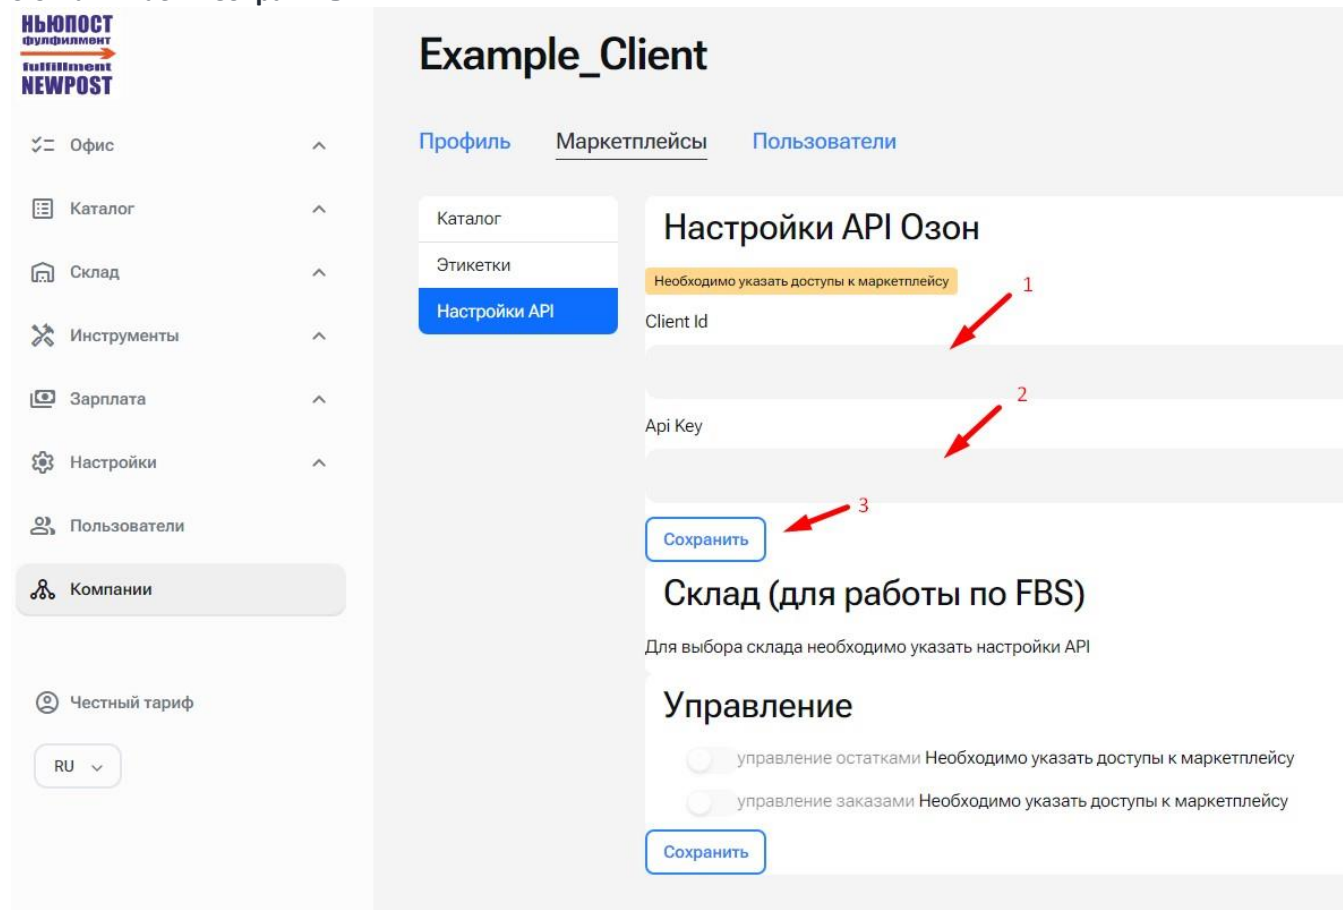 НЬЮПОСТ
фулфилмент
fulfillment
NEWPOST
Офис
Каталог
Склад
Инструменты
Зарплата
Настройки
Пользователи
Компании
Честный тариф
RU
Example_Client
Профиль Маркетплейсы Пользователи
Каталог
Этикетки
Настройки API
Настройки API Озон
Необходимо указать доступы к маркетплейсу
1
Client Id
2
Api Key
3
Сохранить
Склад (для работы по FBS)
Для выбора склада необходимо указать настройки API
Управление
управление остатками Необходимо указать доступы к маркетплейсу
управление заказами Необходимо указать доступы к маркетплейсу
Сохранить